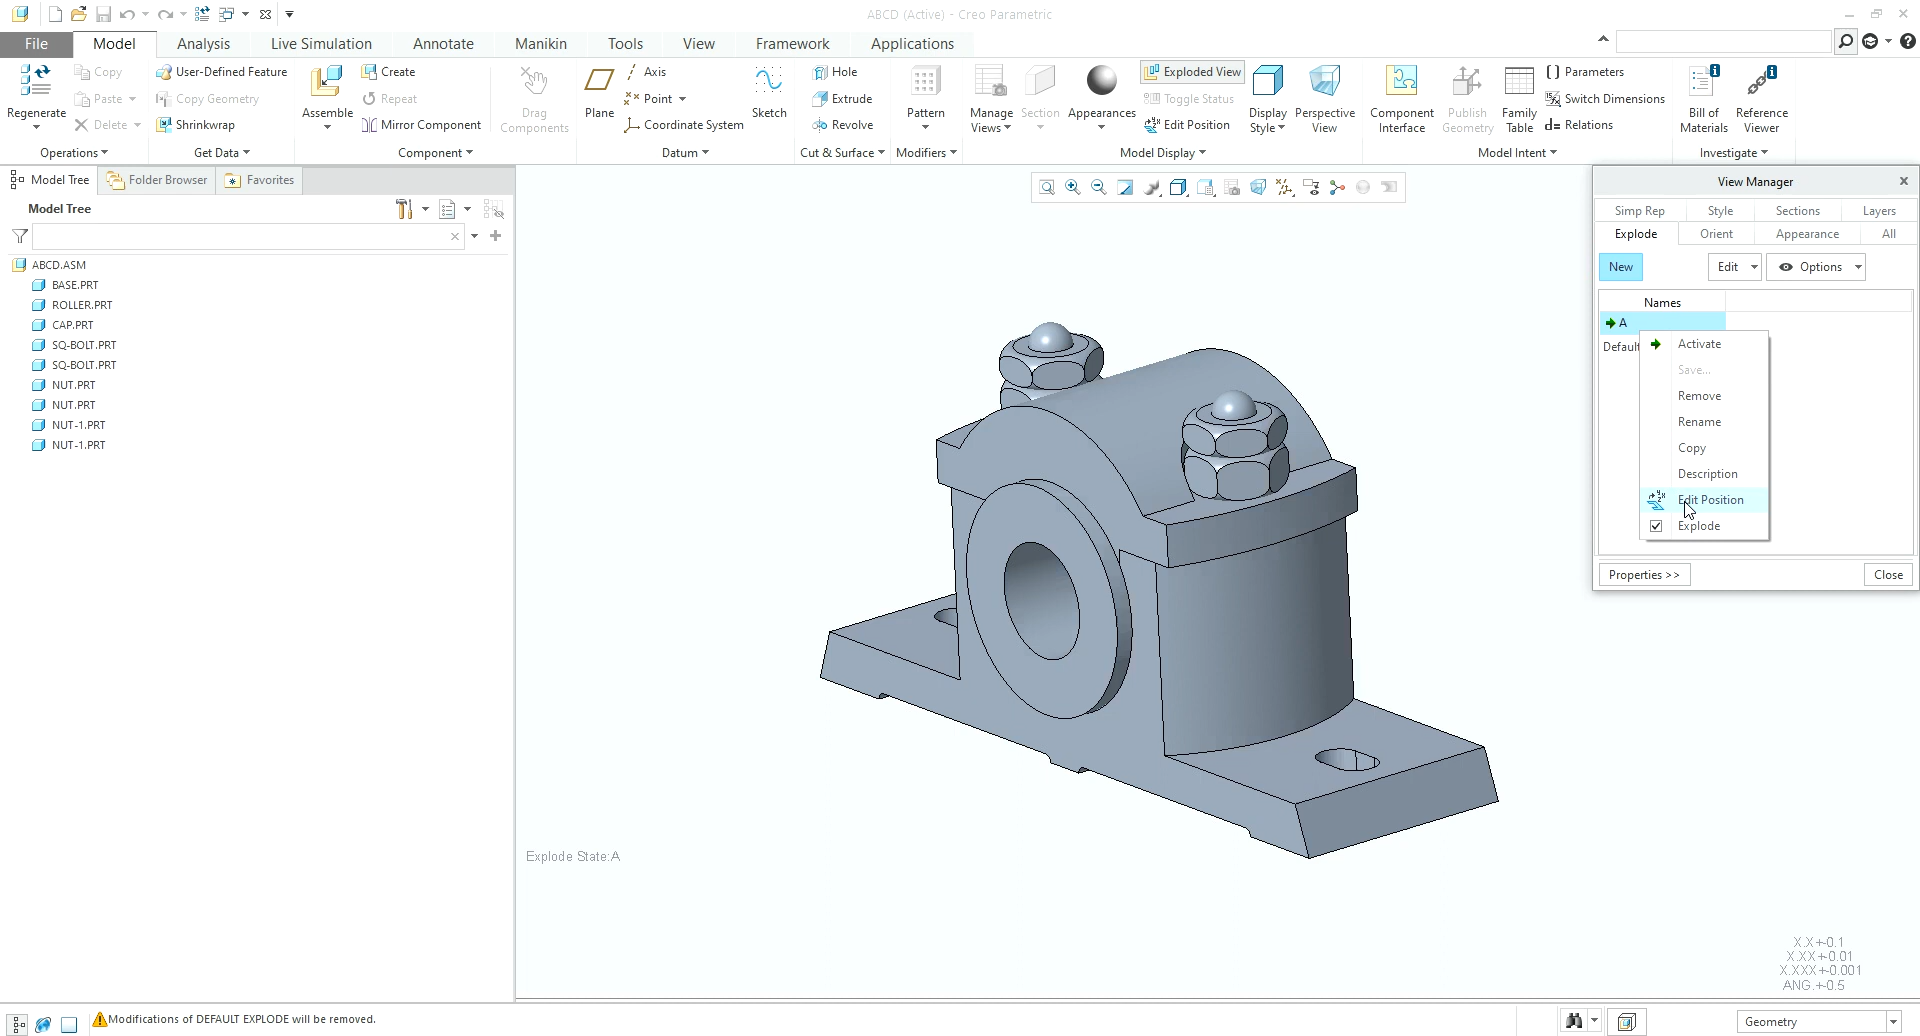 ABCD (Active) - Creo Parametric
File Model Analysis Live Simulation Annotate Manikin Tools View Framework Applications
Regenerate
Copy
Paste
Delete
Operations
User-Defined Feature
Copy Geometry
Shrinkwrap
Get Data
Assemble
Create
Repeat
Mirror Component
Drag
Components
Component
Plane
Axis
Point
Coordinate System
Sketch
Datum
Hole
Extrude
Revolve
Cut & Surface
Pattern
Modifiers
Manage
Views
Section
Appearances
Exploded View
Toggle Status
Edit Position
Display
Style
Perspective
View
Model Display
Component
Interface
Publish
Geometry
Family
Table
Parameters
Switch Dimensions
d= Relations
Model Intent
Bill of
Materials
Reference
Viewer
Investigate
Model Tree Folder Browser Favorites
Model Tree
ABCD.ASM
BASE.PRT
ROLLER.PRT
CAP.PRT
SQ-BOLT.PRT
SQ-BOLT.PRT
NUT.PRT
NUT.PRT
NUT-1.PRT
NUT-1.PRT
Explode State:A
View Manager
Simp Rep Style Sections Layers
Explode Orient Appearance All
New Edit Options
Names
A
Default
Activate
Save...
Remove
Rename
Copy
Description
Edit Position
Explode
Properties >> Close
X.X+-0.1
X.XX+-0.01
X.XXX+-0.001
ANG.+-0.5
Modifications of DEFAULT EXPLODE will be removed.
Geometry